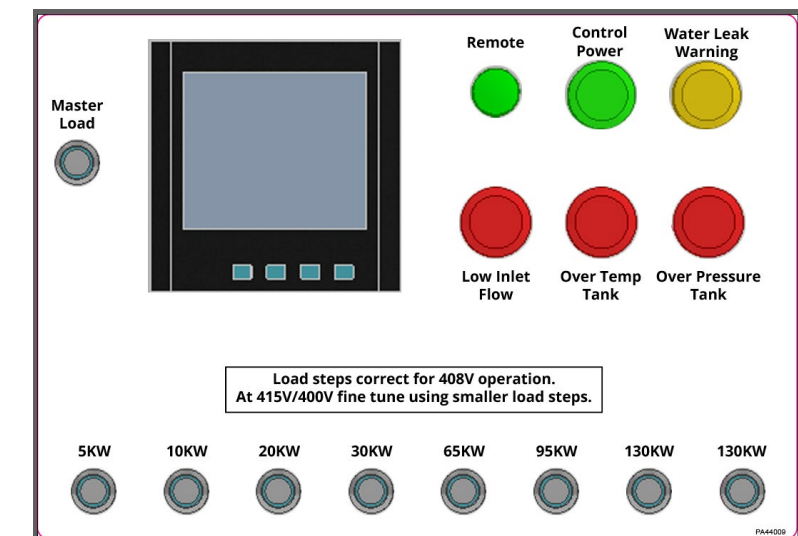 Remote
Control
Power
Water Leak
Warning
Master
Load
Low Inlet
Flow
Over Temp
Tank
Over Pressure
Tank
Load steps correct for 408V operation.
At 415V/400V fine tune using smaller load steps.
5KW
10KW
20KW
30KW
65KW
95KW
130KW
130KW
PA44009